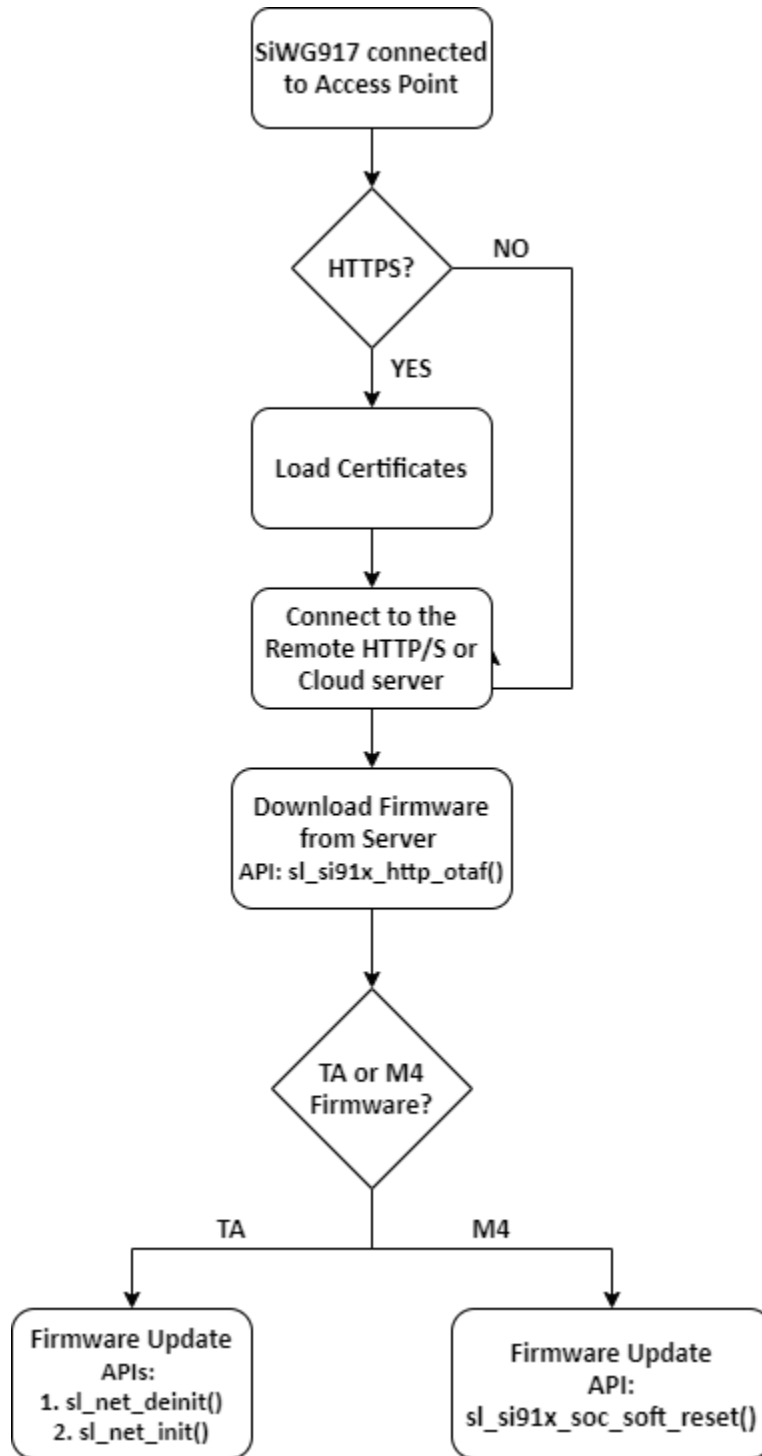 SiWG917 connected
to Access Point
HTTPS?
NO
YES
Load Certificates
Connect to the
Remote HTTP/S or
Cloud server
Download Firmware
from Server
API: sl_si91x_http_otaf()
TA or M4
Firmware?
TA
M4
Firmware Update
APIs:
1. sl_net_deinit()
2. sl_net_init()
Firmware Update
API:
sl_si91x_soc_soft_reset()